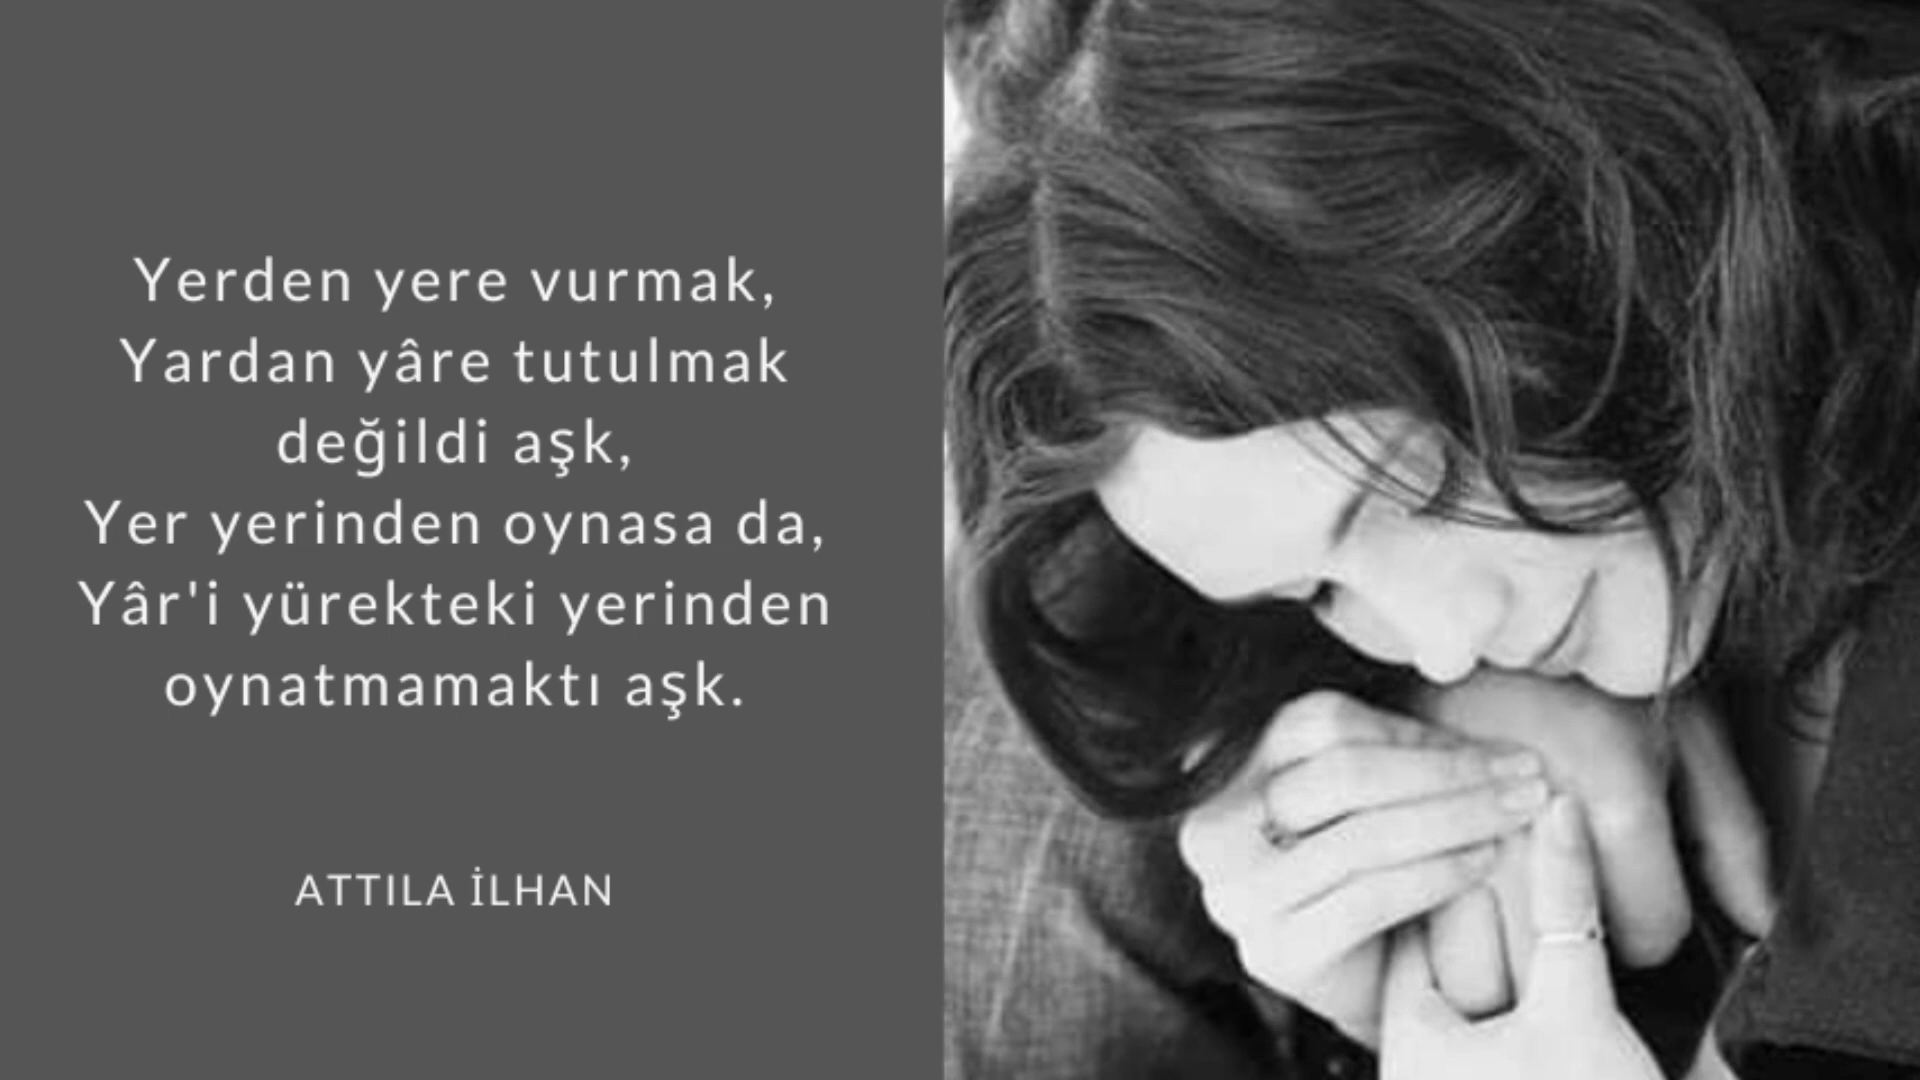 Yerden yere vurmak,
Yardan yâre tutulmak
değildi aşk,
Yer yerinden oynasa da,
Yâr'i yürekteki yerinden
oynatmamaktı aşk.
ATTILA İLHAN